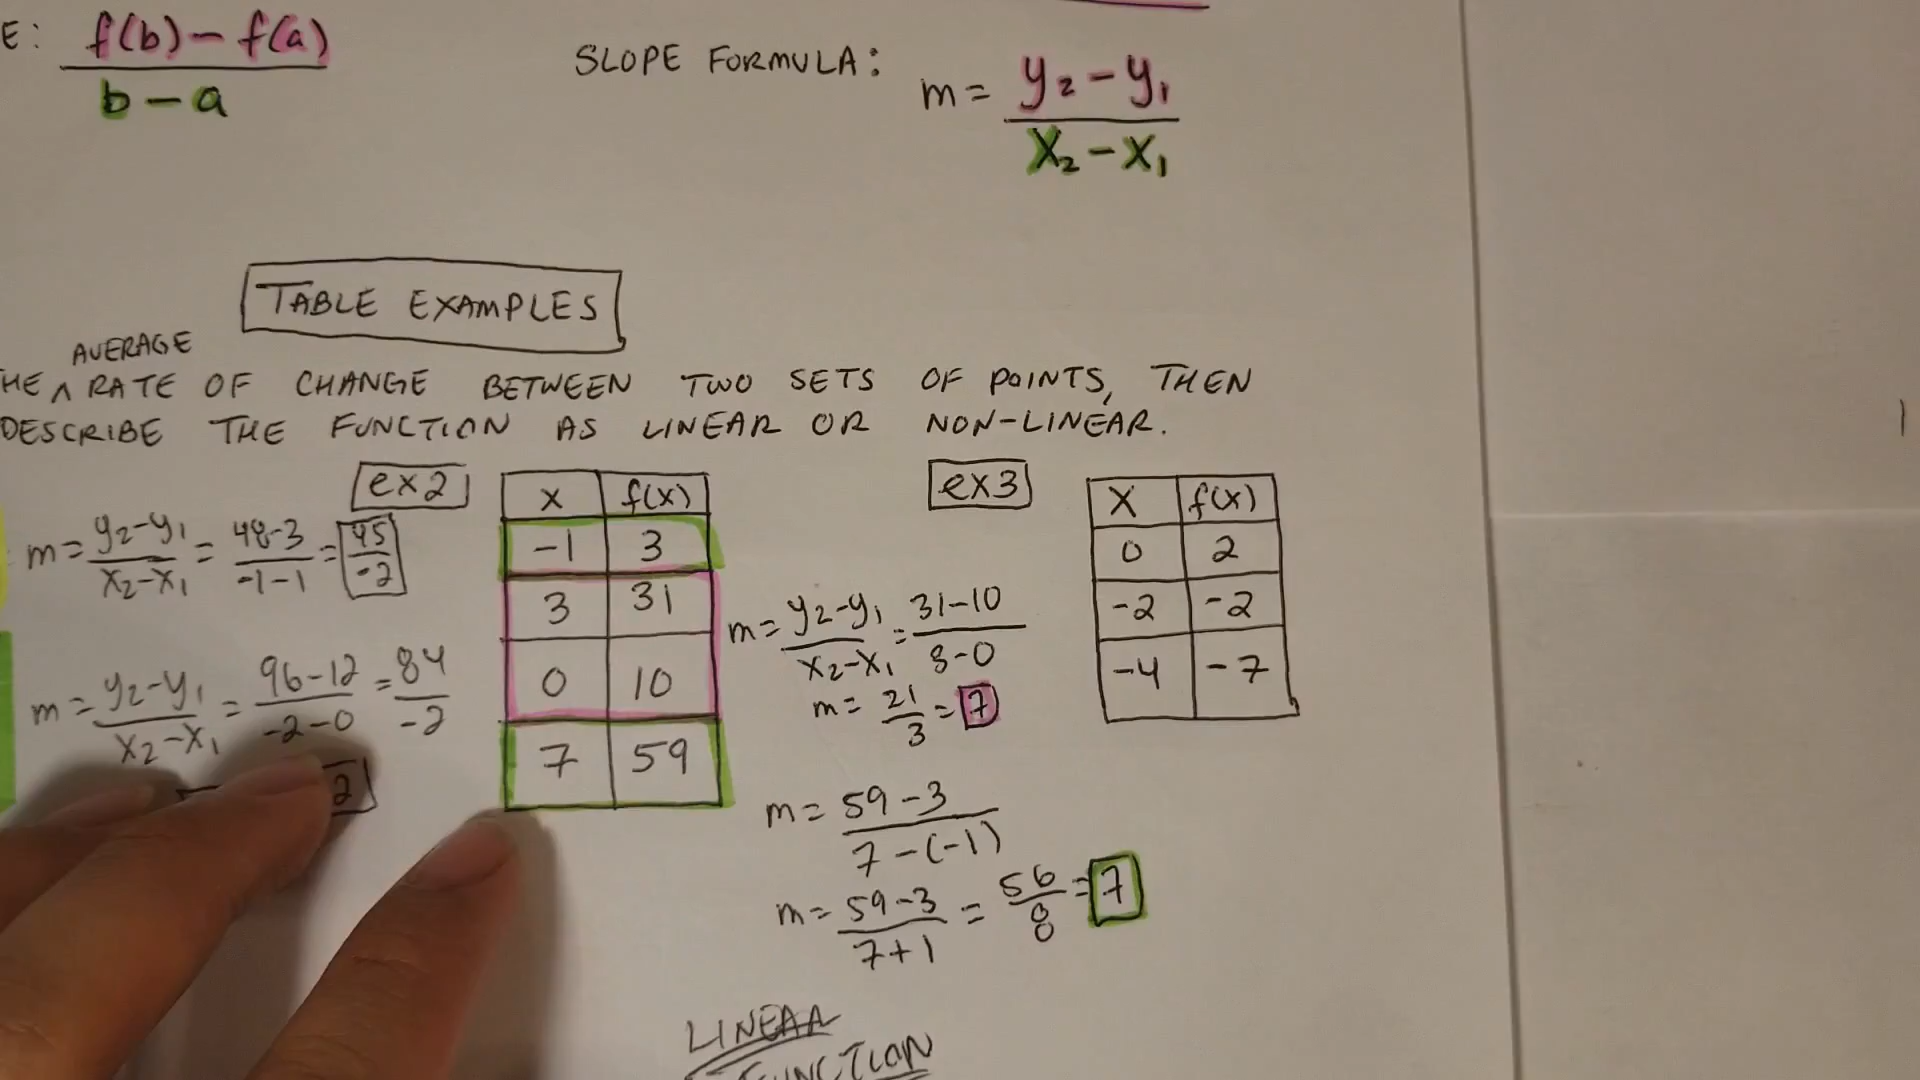 E: f(b)-f(a)
b-a
SLOPE FORMULA:
m= y₂-y₁
x₂-x₁
TABLE EXAMPLES
AVERAGE
HE ^ RATE OF CHANGE BETWEEN TWO SETS OF POINTS, THEN
DESCRIBE THE FUNCTION AS LINEAR OR NON-LINEAR.
m= y₂-y₁/x₂-x₁ = 48-3/-1-1 = 45/-2
m= y₂-y₁/x₂-x₁ = 96-12/-2-0 = 84/-2
2
ex2
x f(x)
-1 3
3 31
0 10
7 59
m= y₂-y₁/x₂-x₁ = 31-10/3-0
m= 21/3 = 7
m= 59-3/7-(-1)
m= 59-3/7+1 = 56/8 = 7
LINEAR
FUNCTION
ex3
X f(x)
0 2
-2 -2
-4 -7